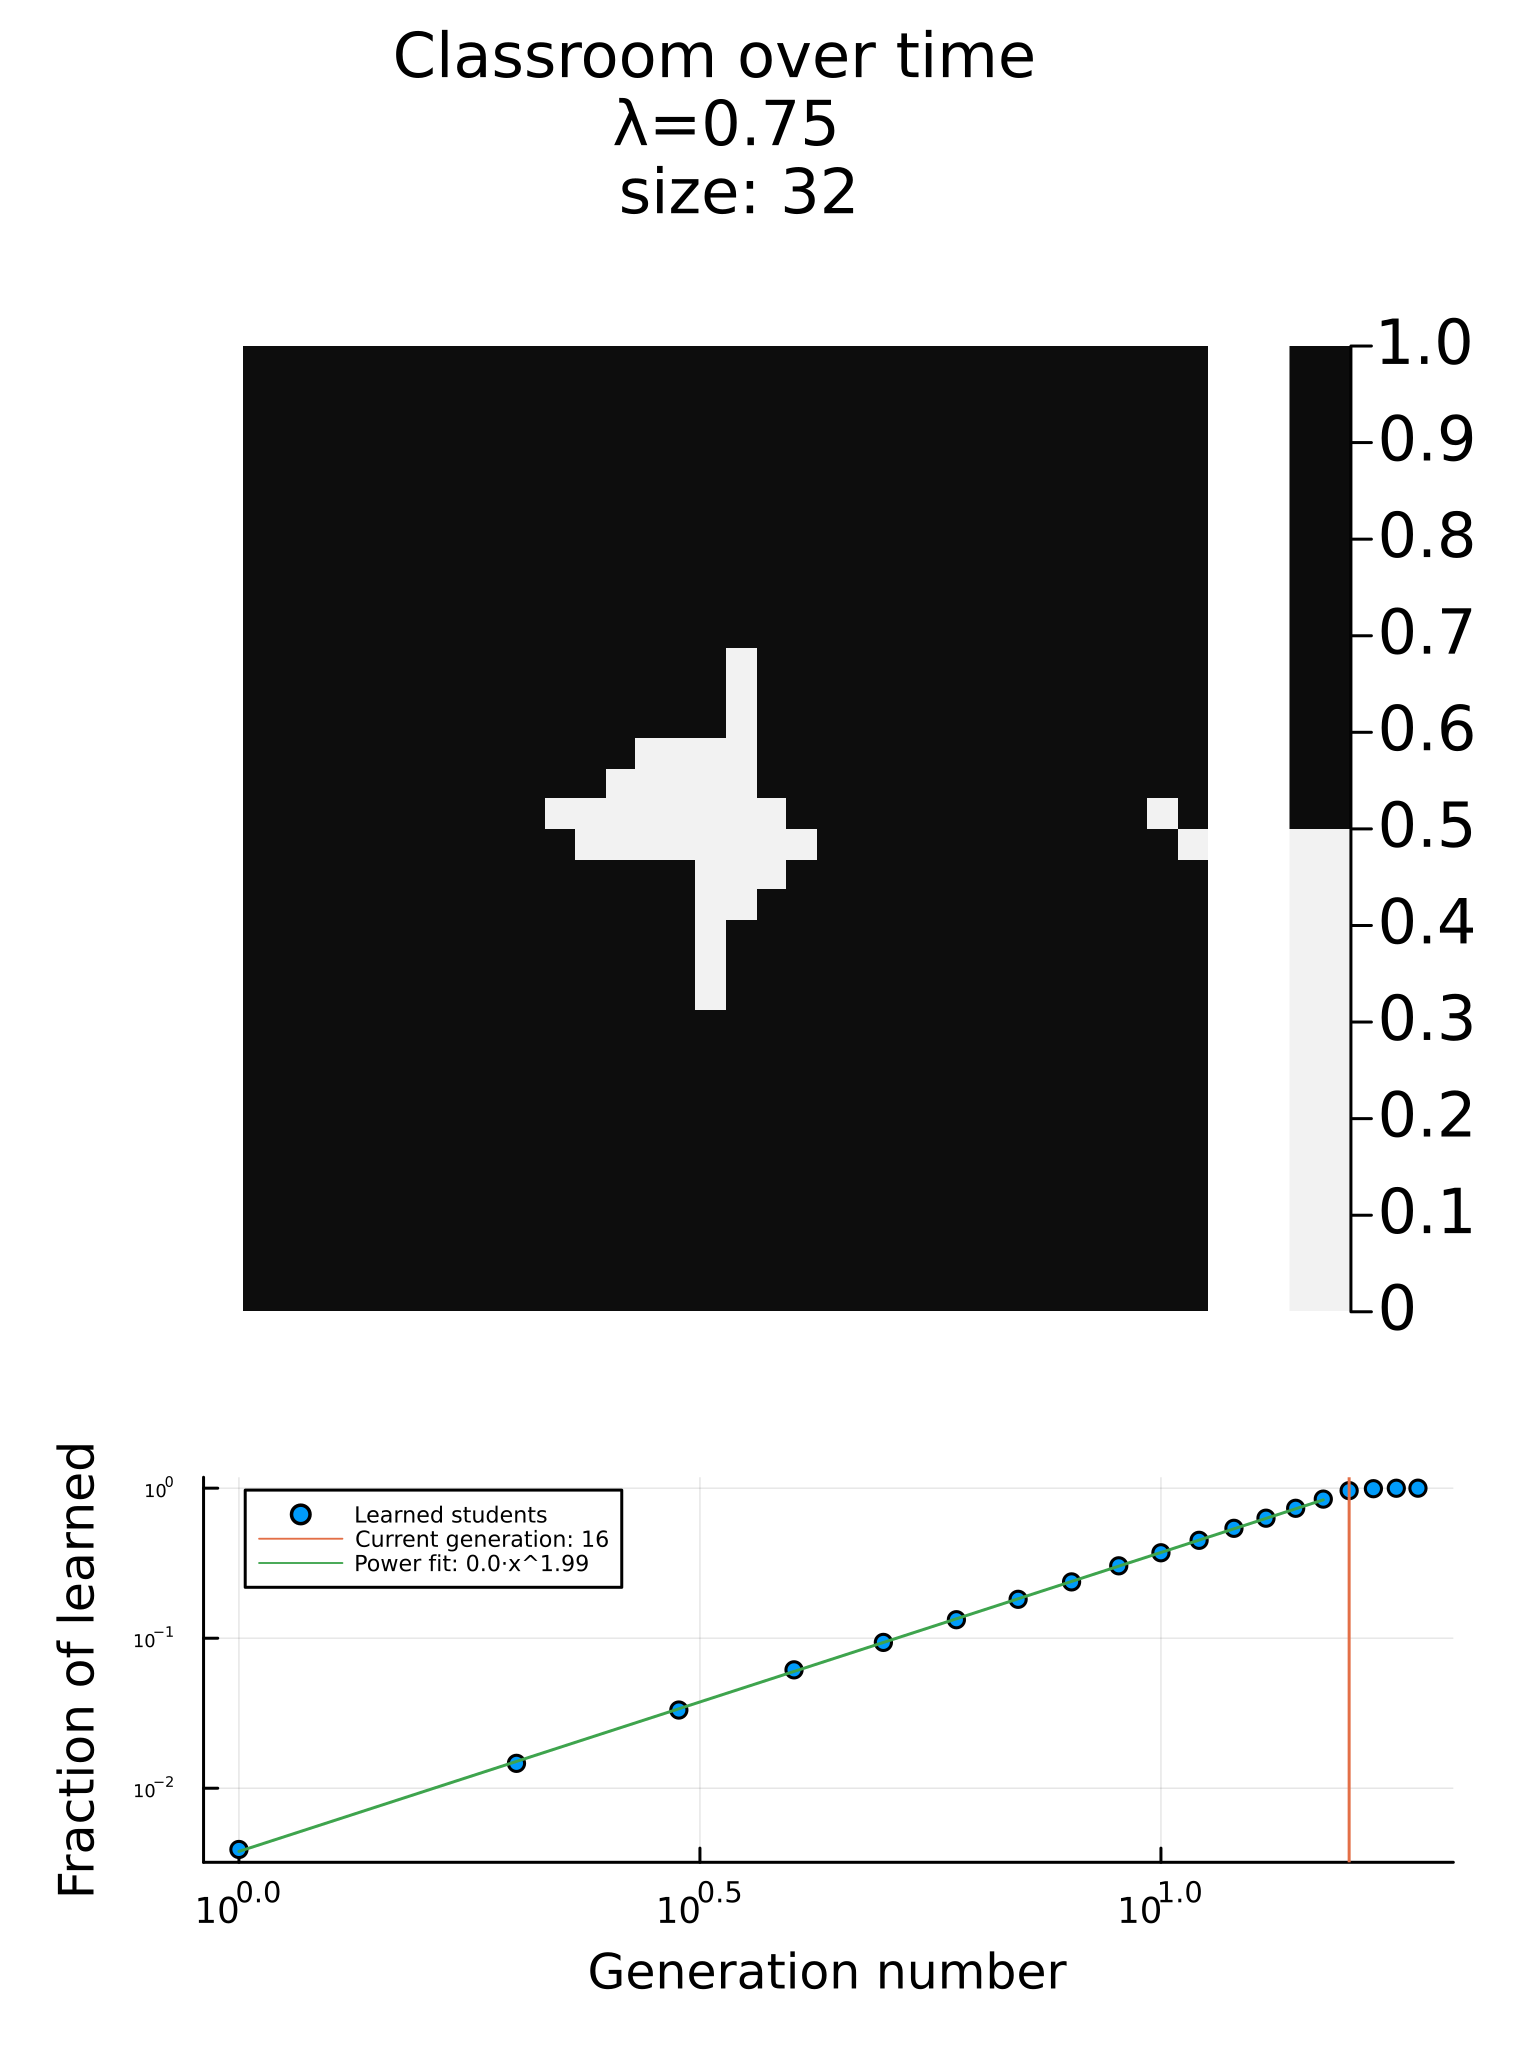 Classroom over time
λ=0.75
size: 32
1.0
0.9
0.8
0.7
0.6
0.5
0.4
0.3
0.2
0.1
0
Fraction of learned
10^0
10^−1
10^−2
Learned students
Current generation: 16
Power fit: 0.0·x^1.99
10^0.0 10^0.5 10^1.0
Generation number